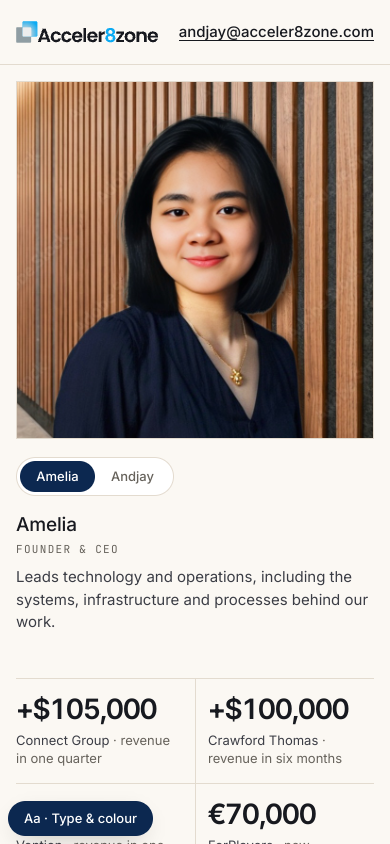 Acceler8zone
andjay@acceler8zone.com
Amelia
Andjay
Amelia
FOUNDER & CEO
Leads technology and operations, including the
systems, infrastructure and processes behind our
work.
+$105,000
Connect Group · revenue
in one quarter
+$100,000
Crawford Thomas ·
revenue in six months
Aa · Type & colour
€70,000